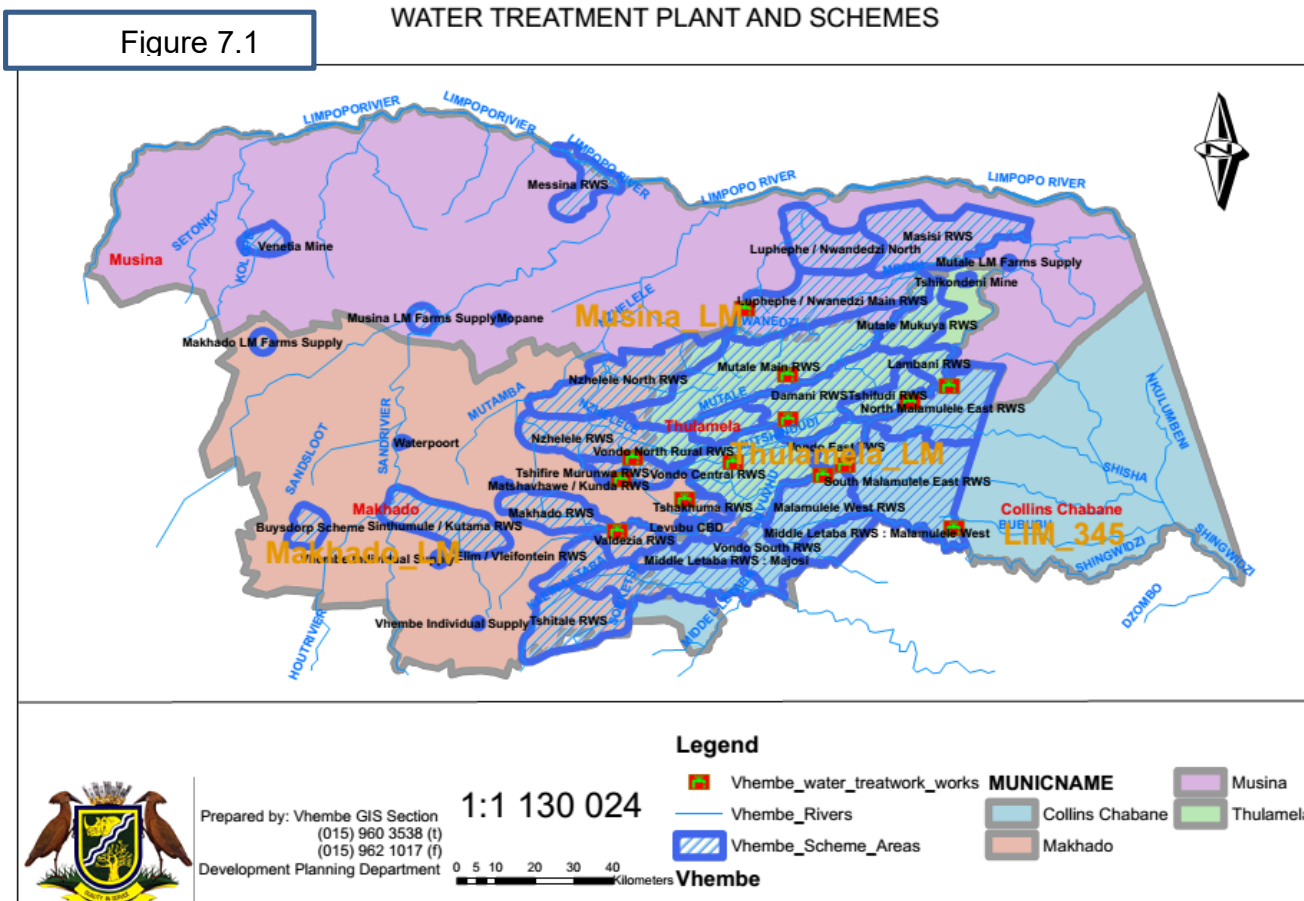 WATER TREATMENT PLANT AND SCHEMES
Figure 7.1
LIMPOPORIVIER
LIMPOPORIVIER
LIMPOPO RIVER
LIMPOPO RIVER
LIMPOPO RIVER
Messina RWS
SETONKI
Venetia Mine
Musina
Luphephe / Nwandedzi North
Masisi RWS
Mutale LM Farms Supply
Tshikondeni Mine
Luphephe / Nwanedzi Main RWS
Musina LM Farms Supply
Mopane
Musina_LM
Makhado LM Farms Supply
Mutale Mukuya RWS
Mutale Main RWS
Lambani RWS
Nzhelele North RWS
MUTAMBA
NZHELELE
MUTALE
Damani RWS
Tshifudi RWS
North Malamulele East RWS
NKULUMBENI
SANDRIVIER
SANDSLOOT
Waterpoort
Nzhelele RWS
Thulamela
Thulamela_LM
Vondo North Rural RWS
Vondo East RWS
SHISHA
Tshifire Murunwa RWS
Vondo Central RWS
South Malamulele East RWS
Matshavhawe / Kunda RWS
Makhado
Makhado RWS
Tshakhuma RWS
Malamulele West RWS
Collins Chabane
Buysdorp Scheme
Sinthumule / Kutama RWS
Levubu CBD
Valdezia RWS
Middle Letaba RWS : Malamulele West
LIM_345
SHINGWIDZI
SHINGWIDZI
Makhado_LM
Elim / Vleifontein RWS
Vondo South RWS
Middle Letaba RWS : Majosi
DZOMBO
HOUTRIVIER
Vhembe Individual Supply
Tshitale RWS
Legend
Vhembe_water_treatwork_works
Vhembe_Rivers
Vhembe_Scheme_Areas
Vhembe
MUNICNAME
Collins Chabane
Makhado
Musina
Thulamela
Prepared by: Vhembe GIS Section
(015) 960 3538 (t)
(015) 962 1017 (f)
Development Planning Department
1:1 130 024
0 5 10 20 30 40
Kilometers